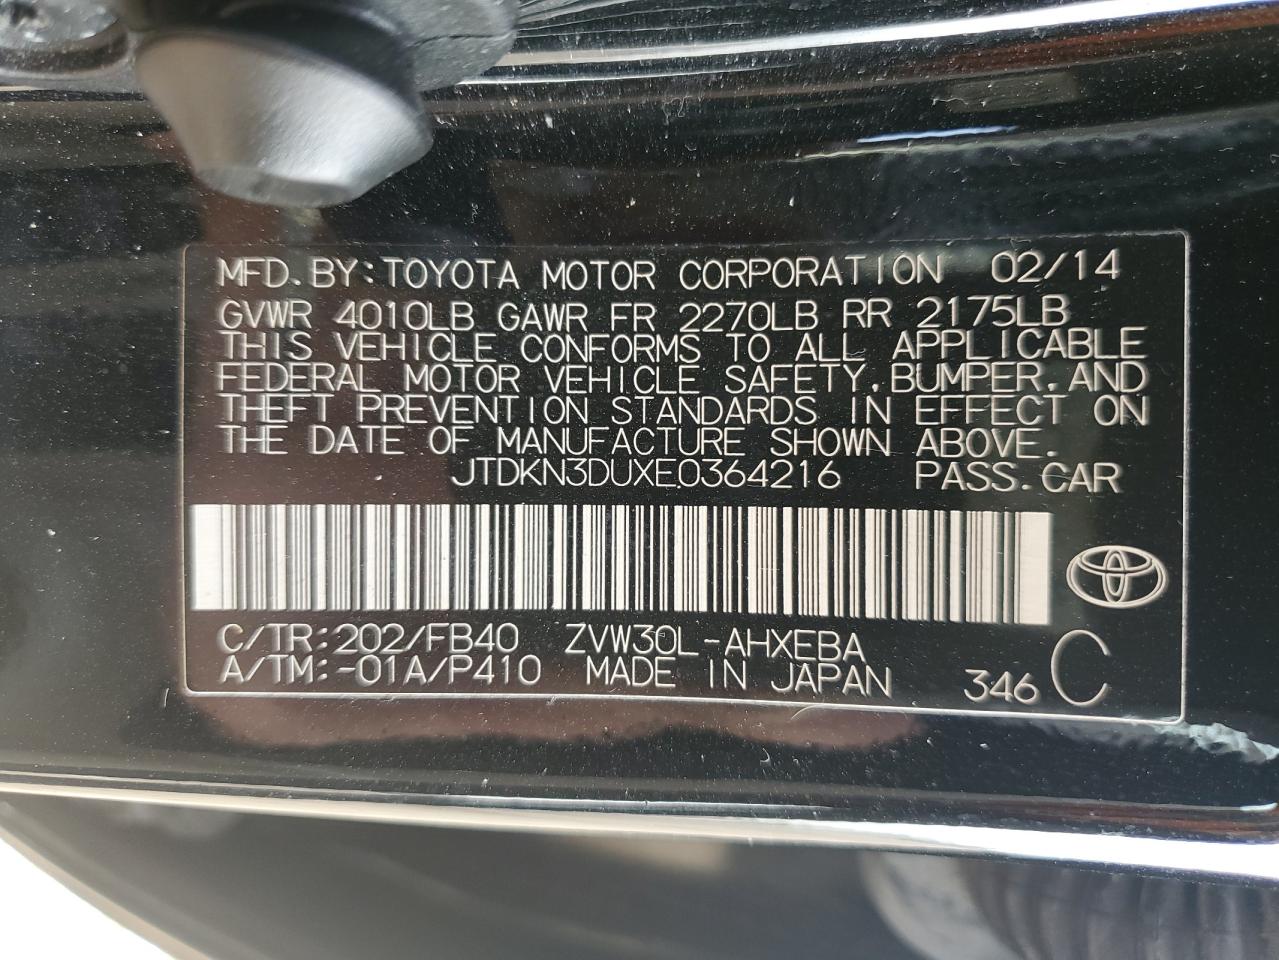 MFD.BY:TOYOTA MOTOR CORPORATION 02/14
GVWR 4010LB GAWR FR 2270LB RR 2175LB
THIS VEHICLE CONFORMS TO ALL APPLICABLE
FEDERAL MOTOR VEHICLE SAFETY,BUMPER,AND
THEFT PREVENTION STANDARDS IN EFFECT ON
THE DATE OF MANUFACTURE SHOWN ABOVE.
JTDKN3DUXE0364216 PASS.CAR
C/TR:202/FB40 ZVW30L-AHXEBA
A/TM:-01A/P410 MADE IN JAPAN 346 C